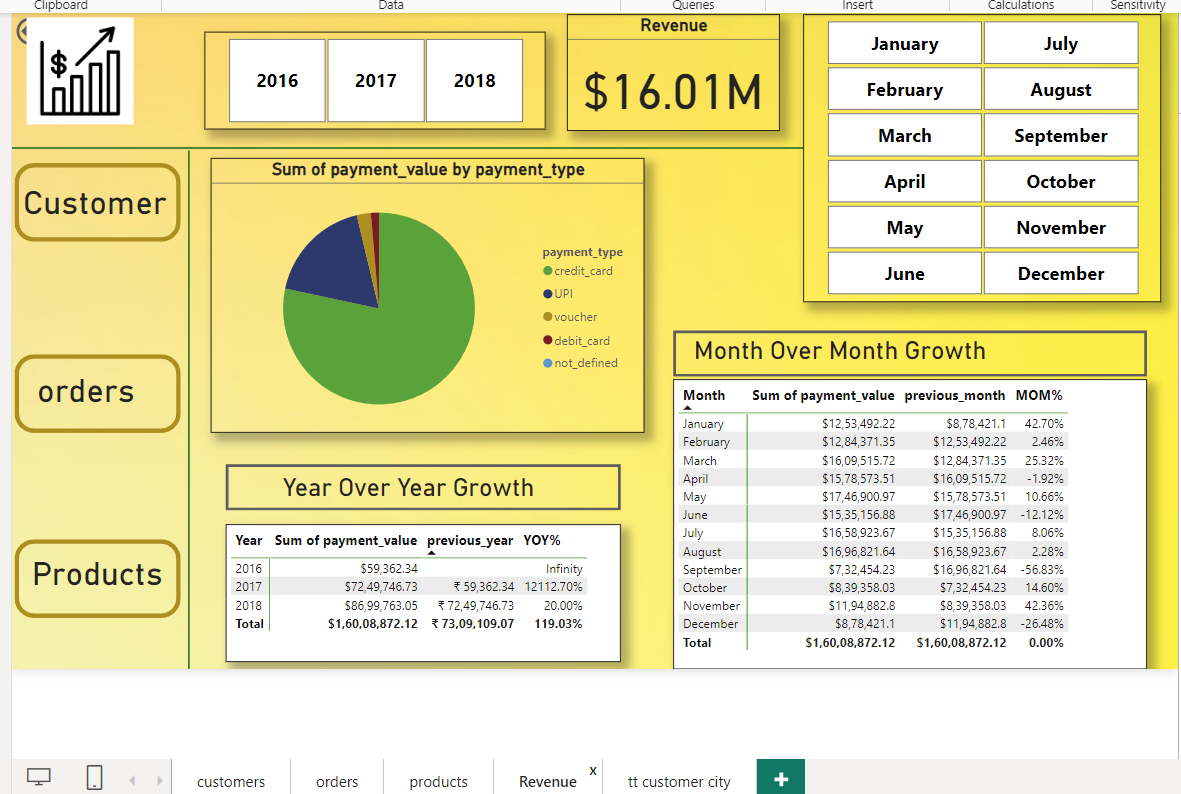 Clipboard Data Queries Insert Calculations Sensitivity
$
2016 2017 2018
Revenue
$16.01M
January July
February August
March September
April October
May November
June December
Customer
orders
Products
Sum of payment_value by payment_type
payment_type
credit_card
UPI
voucher
debit_card
not_defined
Year Over Year Growth
Year Sum of payment_value previous_year YOY%
2016 $59,362.34 Infinity
2017 $72,49,746.73 ₹ 59,362.34 12112.70%
2018 $86,99,763.05 ₹ 72,49,746.73 20.00%
Total $1,60,08,872.12 ₹ 73,09,109.07 119.03%
Month Over Month Growth
Month Sum of payment_value previous_month MOM%
January $12,53,492.22 $8,78,421.1 42.70%
February $12,84,371.35 $12,53,492.22 2.46%
March $16,09,515.72 $12,84,371.35 25.32%
April $15,78,573.51 $16,09,515.72 -1.92%
May $17,46,900.97 $15,78,573.51 10.66%
June $15,35,156.88 $17,46,900.97 -12.12%
July $16,58,923.67 $15,35,156.88 8.06%
August $16,96,821.64 $16,58,923.67 2.28%
September $7,32,454.23 $16,96,821.64 -56.83%
October $8,39,358.03 $7,32,454.23 14.60%
November $11,94,882.8 $8,39,358.03 42.36%
December $8,78,421.1 $11,94,882.8 -26.48%
Total $1,60,08,872.12 $1,60,08,872.12 0.00%
customers orders products Revenue x tt customer city +